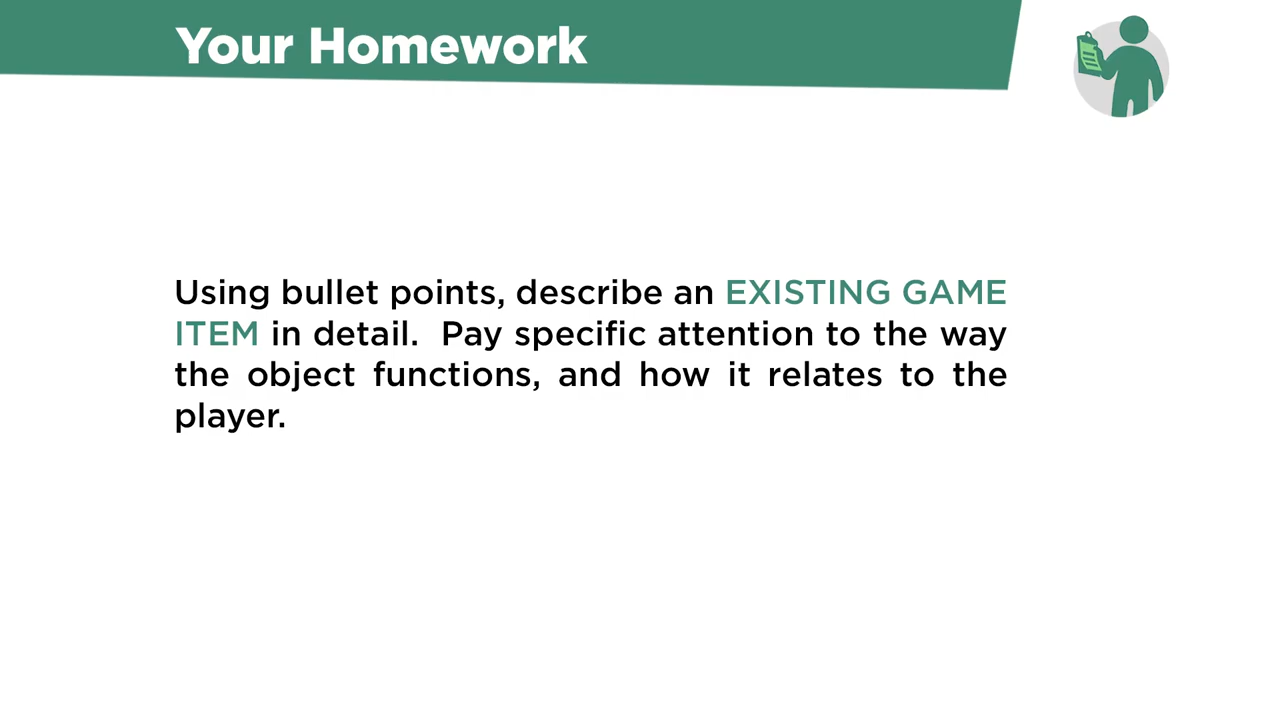 Your Homework
Using bullet points, describe an EXISTING GAME
ITEM in detail.  Pay specific attention to the way
the object functions, and how it relates to the
player.